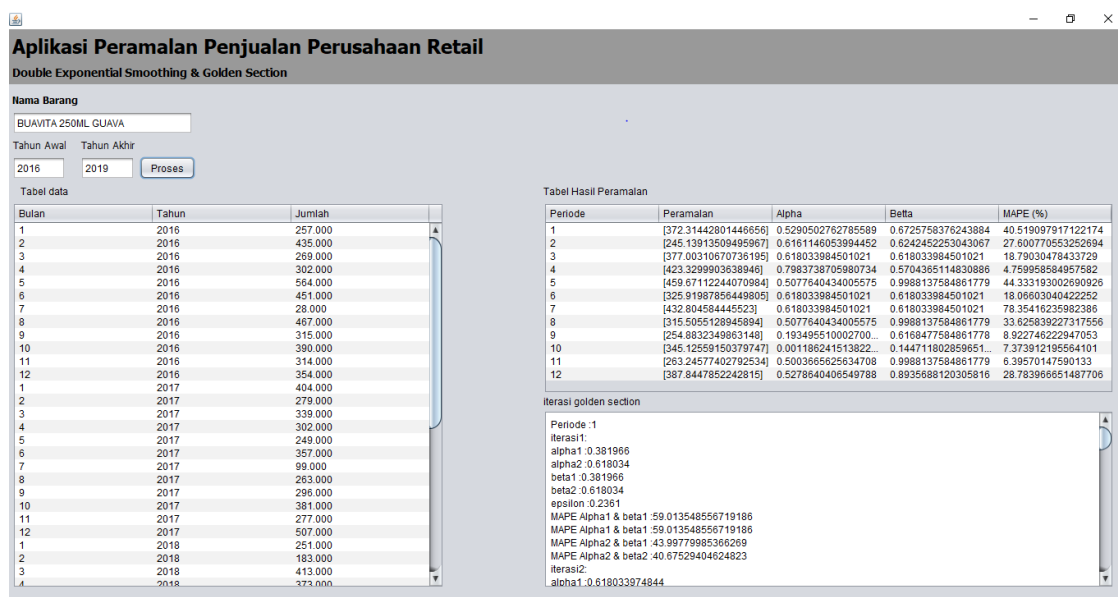 Aplikasi Peramalan Penjualan Perusahaan Retail
Double Exponential Smoothing & Golden Section
Nama Barang
BUAVITA 250ML GUAVA
Tahun Awal Tahun Akhir
2016 2019 Proses
Tabel data
Bulan Tahun Jumlah
1 2016 257.000
2 2016 435.000
3 2016 269.000
4 2016 302.000
5 2016 564.000
6 2016 451.000
7 2016 28.000
8 2016 467.000
9 2016 315.000
10 2016 390.000
11 2016 314.000
12 2016 354.000
1 2017 404.000
2 2017 279.000
3 2017 339.000
4 2017 302.000
5 2017 249.000
6 2017 357.000
7 2017 99.000
8 2017 263.000
9 2017 296.000
10 2017 381.000
11 2017 277.000
12 2017 507.000
1 2018 251.000
2 2018 183.000
3 2018 413.000
4 2018 373.000
Tabel Hasil Peramalan
Periode Peramalan Alpha Betta MAPE (%)
1 [372.31442801446656] 0.5290502762785589 0.6725758376243884 40.519097917122174
2 [245.13913509495967] 0.6161146053994452 0.6242452253043067 27.600770553252694
3 [377.00310670736195] 0.618033984501021 0.618033984501021 18.79030478433729
4 [423.3299903638946] 0.7983738705980734 0.5704365114830886 4.759958584957582
5 [459.67112244070984] 0.5077640434005575 0.9988137584861779 44.333193002690926
6 [325.91987856449805] 0.618033984501021 0.618033984501021 18.06603040422252
7 [432.804584445523] 0.618033984501021 0.618033984501021 78.35416235982386
8 [315.5055128945894] 0.5077640434005575 0.9988137584861779 33.625839227317556
9 [254.8832349863148] 0.193495510002700... 0.6168477584861778 8.922746222947053
10 [345.12559150379747] 0.001186241513822... 0.144711802859651... 7.373912195564101
11 [263.24577402792534] 0.5003665625634708 0.9988137584861779 6.39570147590133
12 [387.8447852242815] 0.5278640406549788 0.8935688120305816 28.783966651487706
iterasi golden section
Periode :1
iterasi1:
alpha1 :0.381966
alpha2 :0.618034
beta1 :0.381966
beta2 :0.618034
epsilon :0.2361
MAPE Alpha1 & beta1 :59.013548556719186
MAPE Alpha1 & beta1 :59.013548556719186
MAPE Alpha2 & beta1 :43.99779985366269
MAPE Alpha2 & beta2 :40.67529404624823
iterasi2:
alpha1 :0.618033974844